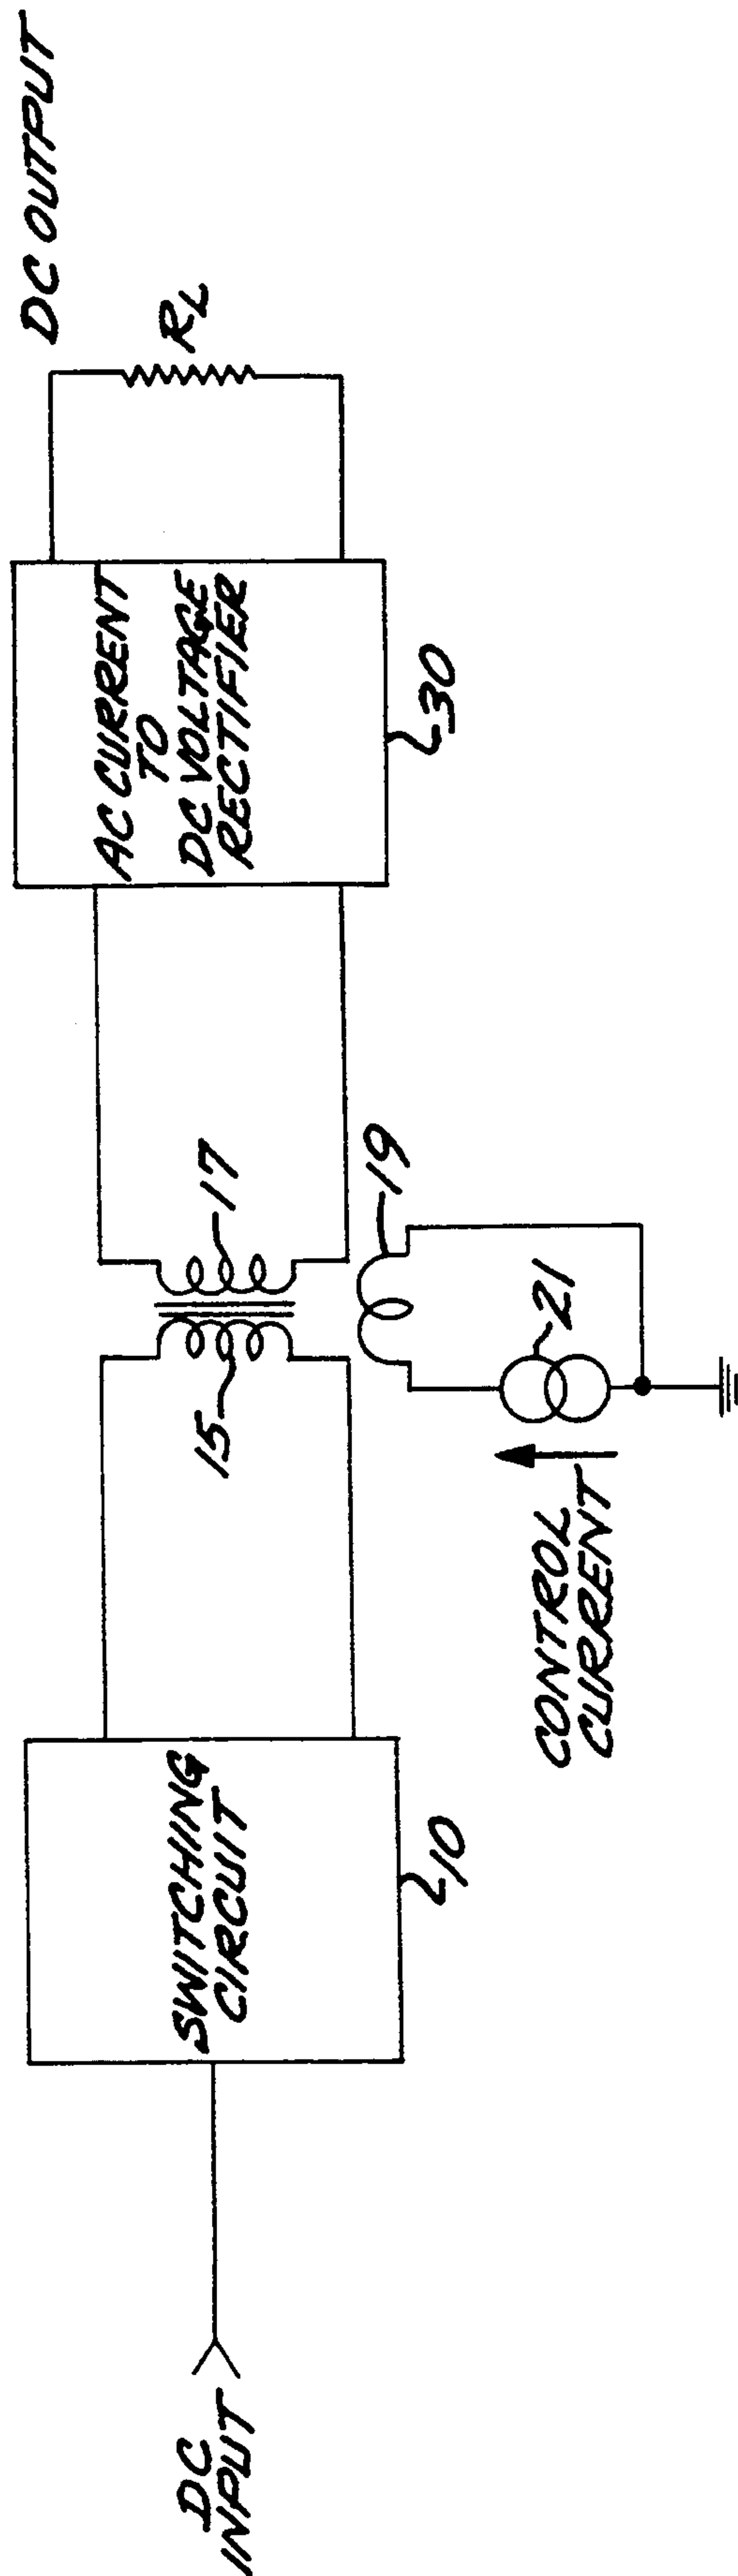 DC
INPUT
SWITCHING
CIRCUIT
10
15
17
19
21
CONTROL
CURRENT
AC CURRENT
TO
DC VOLTAGE
RECTIFIER
30
R_L
DC OUTPUT